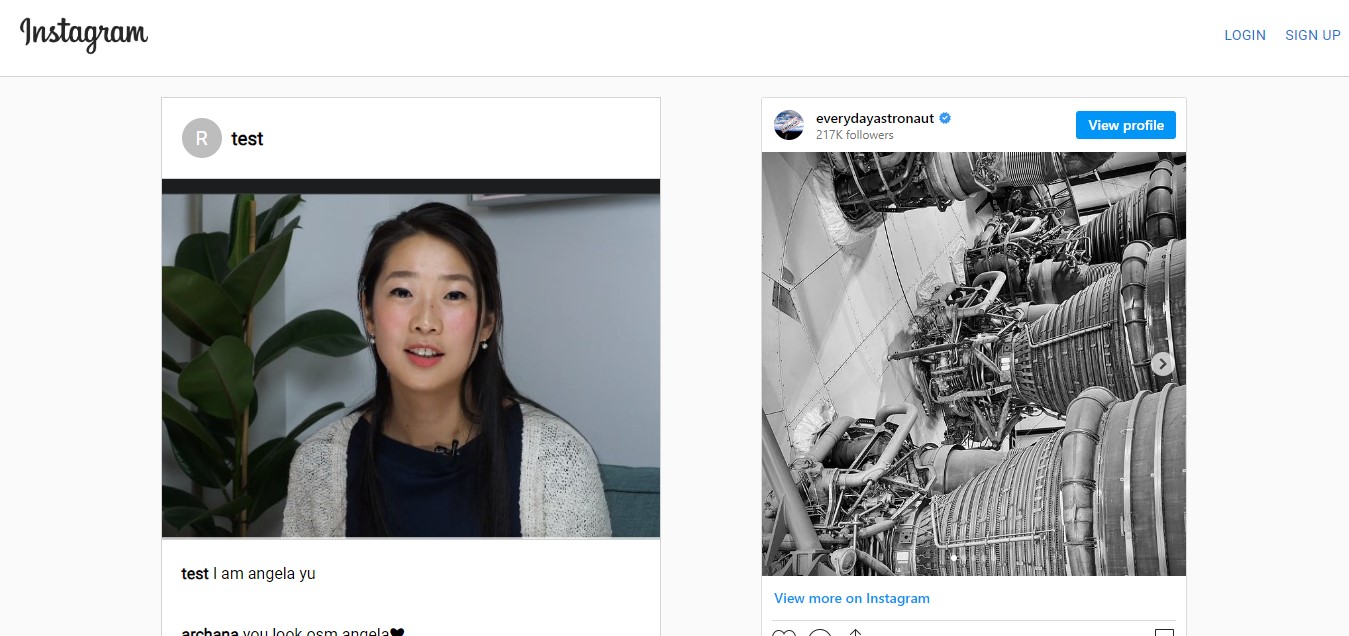 Instagram
LOGIN SIGN UP
R test
test I am angela yu
archana you look osm angela🖤
everydayastronaut
217K followers
View profile
View more on Instagram